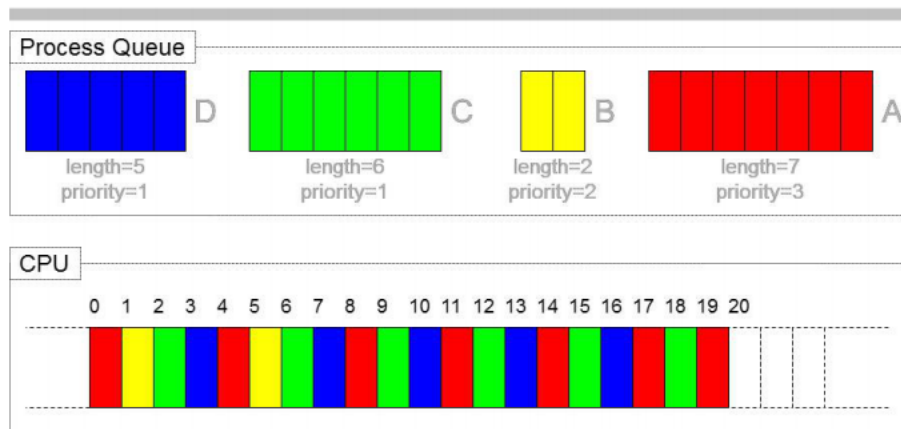 Process Queue
D C B A
length=5 length=6 length=2 length=7
priority=1 priority=1 priority=2 priority=3
CPU
0 1 2 3 4 5 6 7 8 9 10 11 12 13 14 15 16 17 18 19 20